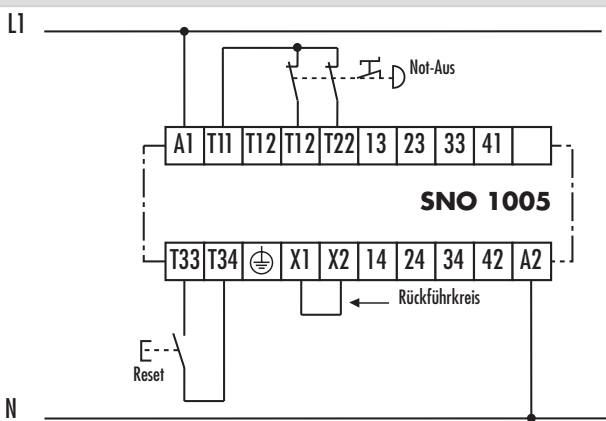 L1
Not-Aus
A1 T11 T12 T12 T22 13 23 33 41
SNO 1005
T33 T34 X1 X2 14 24 34 42 A2
Rückführkreis
Reset
N